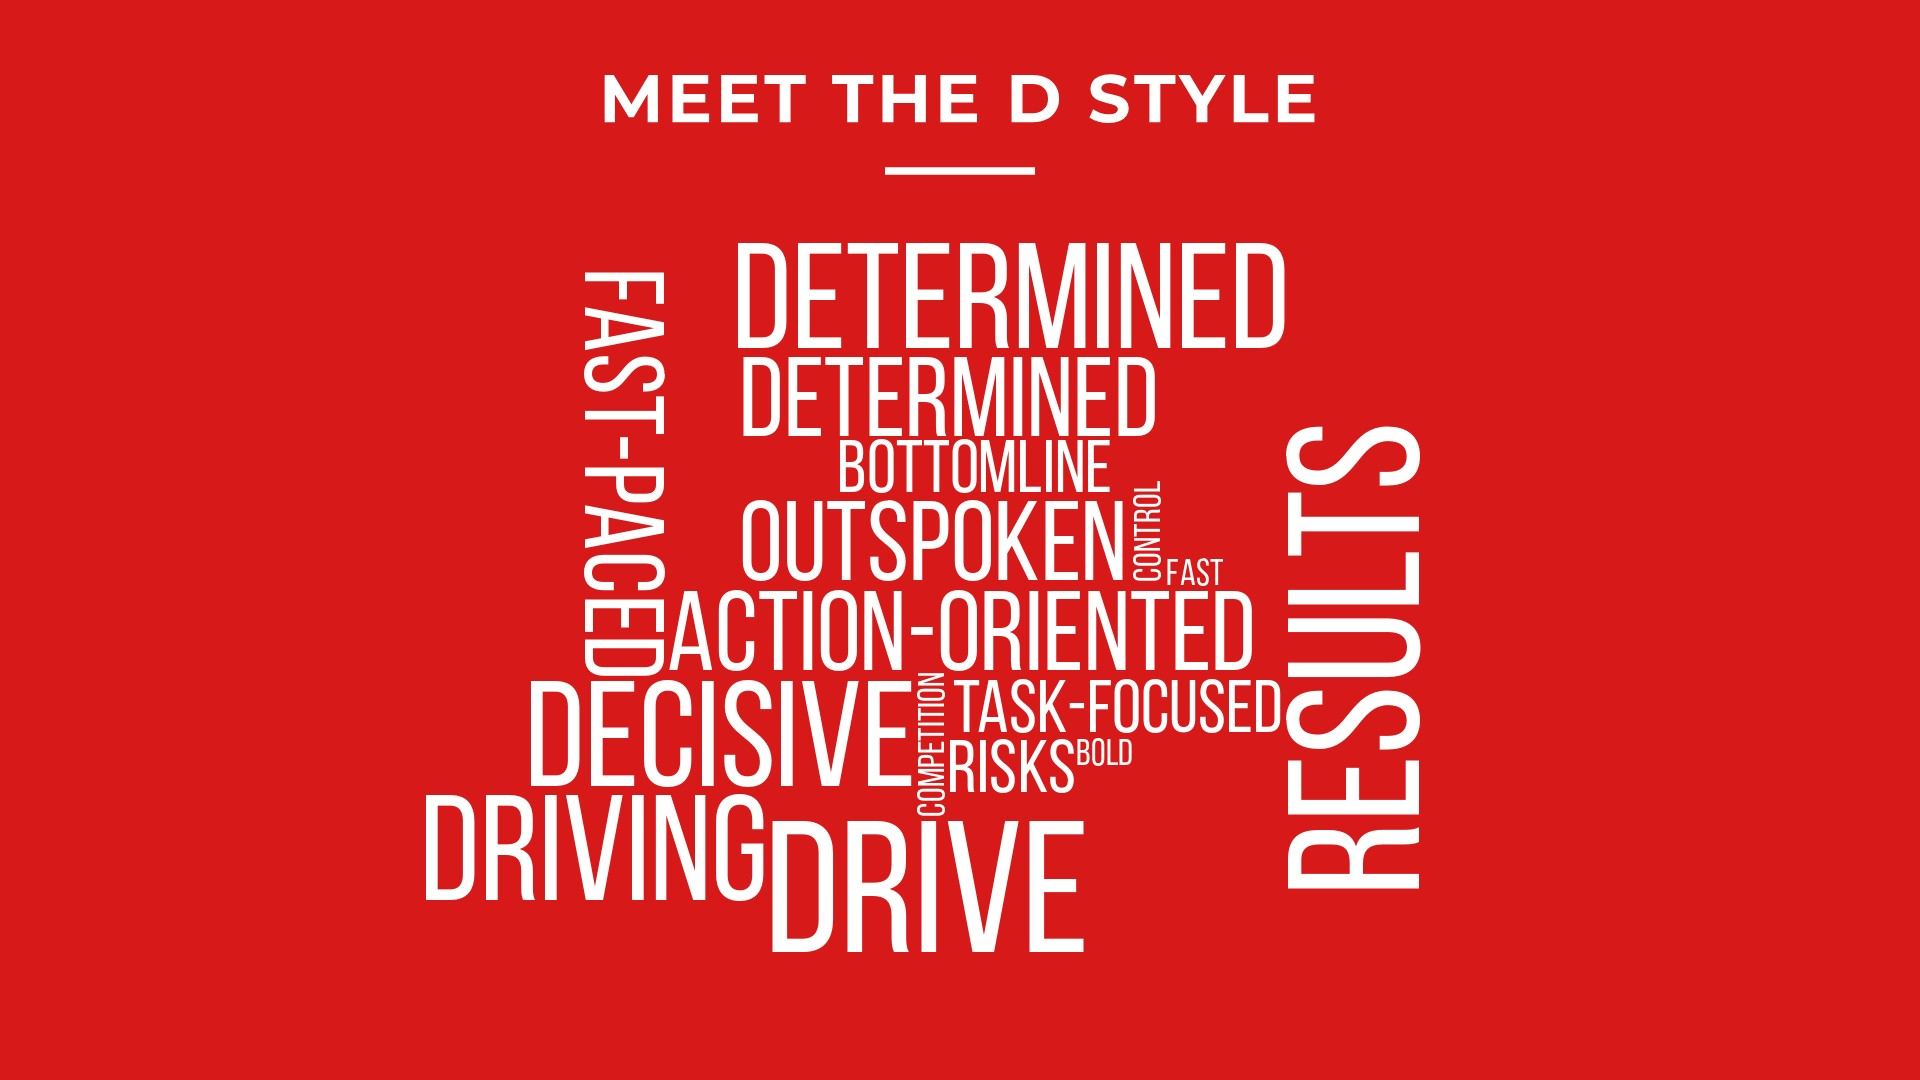 MEET THE D STYLE
FAST-PACED
DETERMINED
DETERMINED
BOTTOMLINE
OUTSPOKEN
CONTROL
FAST
ACTION-ORIENTED
RESULTS
DECISIVE
COMPETITION
TASK-FOCUSED
RISKS
BOLD
DRIVING
DRIVE